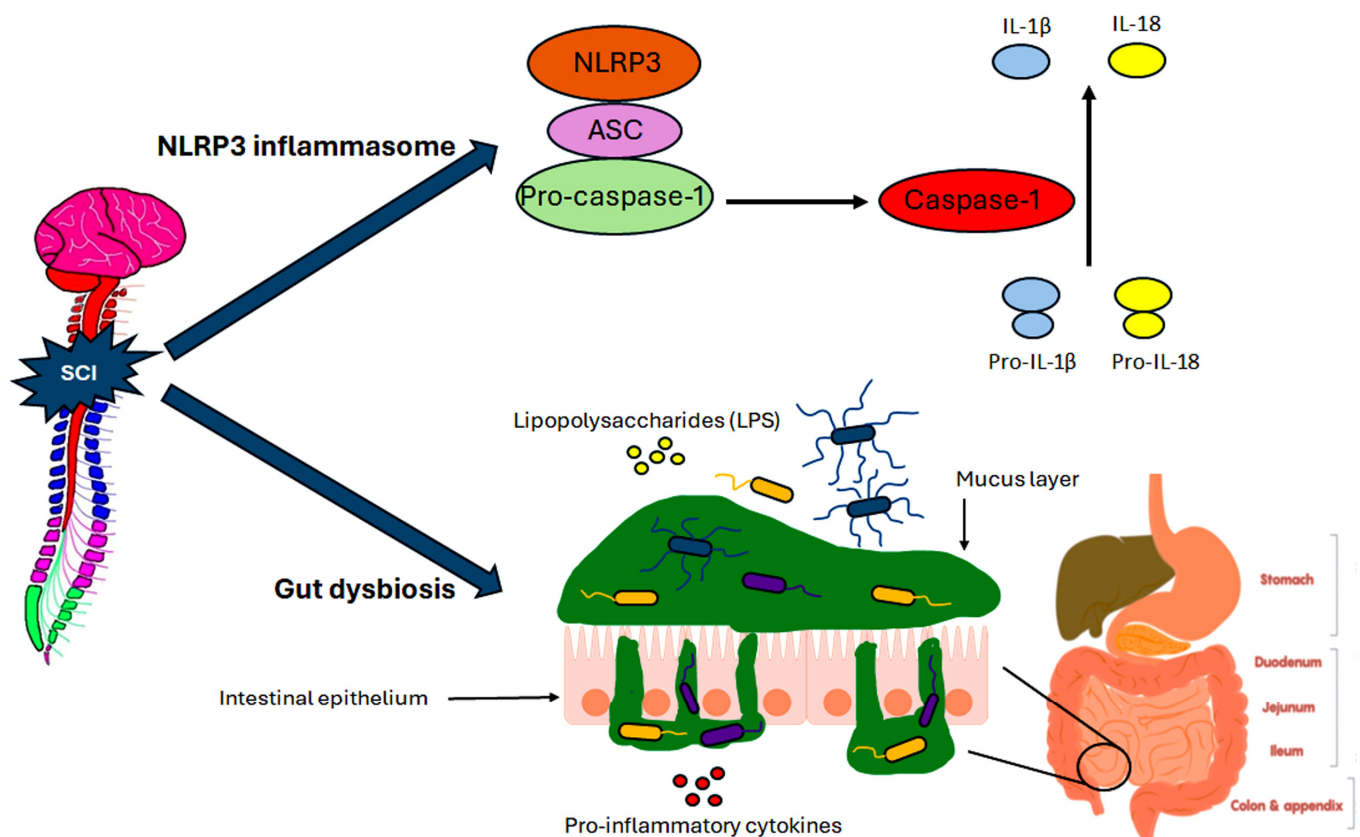 IL-1β
IL-18
NLRP3
ASC
NLRP3 inflammasome
Pro-caspase-1
Caspase-1
SCI
Pro-IL-1β
Pro-IL-18
Lipopolysaccharides (LPS)
Mucus layer
Gut dysbiosis
Stomach
Duodenum
Intestinal epithelium
Jejunum
Ileum
Colon & appendix
Pro-inflammatory cytokines